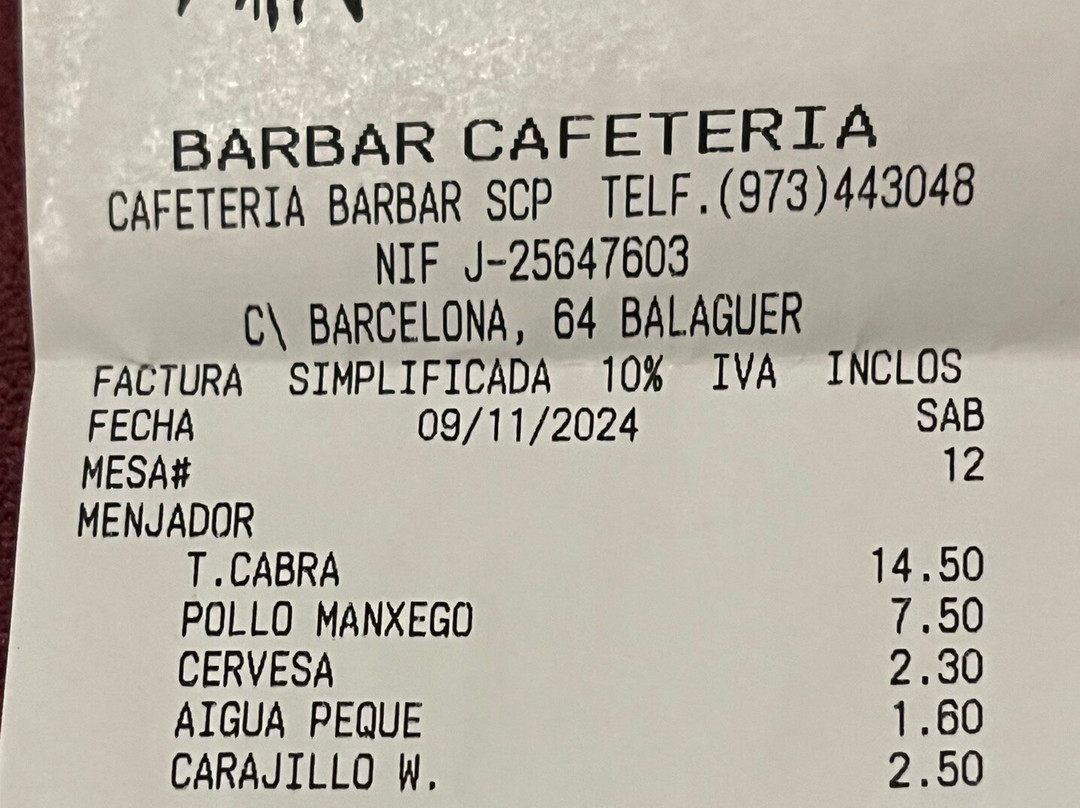 BARBAR CAFETERIA
CAFETERIA BARBAR SCP TELF.(973)443048
NIF J-25647603
C\ BARCELONA, 64 BALAGUER
FACTURA SIMPLIFICADA 10% IVA INCLOS
FECHA 09/11/2024 SAB
MESA# 12
MENJADOR
T.CABRA 14.50
POLLO MANXEGO 7.50
CERVESA 2.30
AIGUA PEQUE 1.60
CARAJILLO W. 2.50